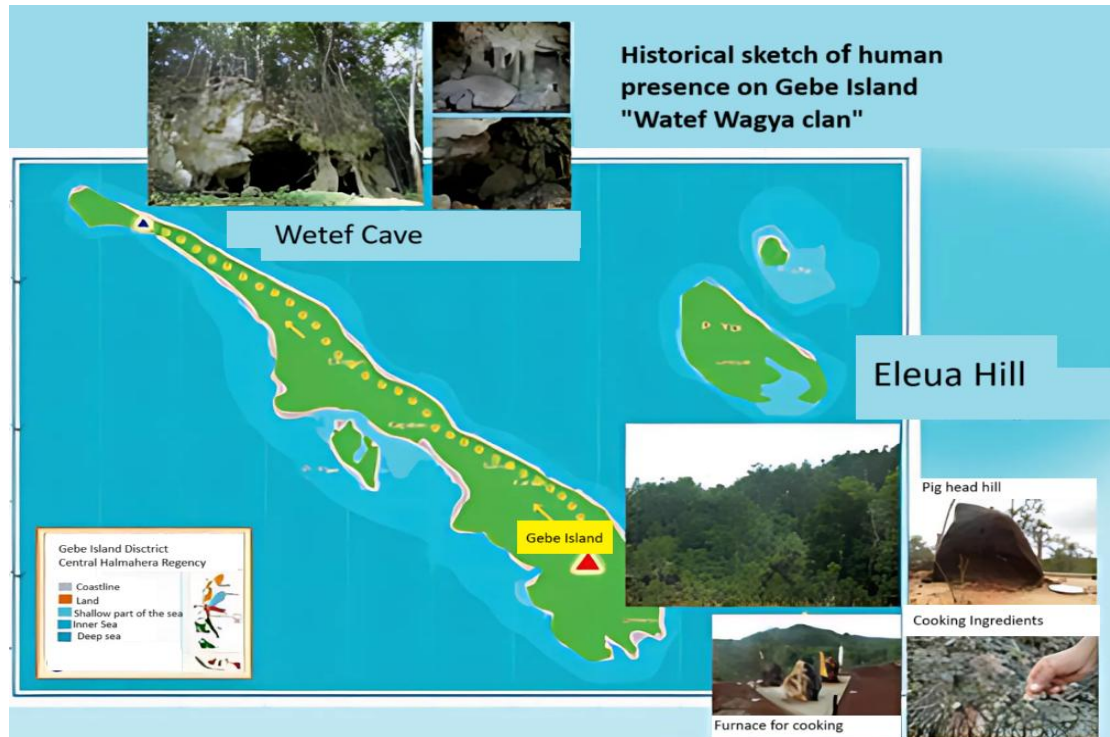 Historical sketch of human
presence on Gebe Island
"Watef Wagya clan"
Wetef Cave
Eleua Hill
Pig head hill
Gebe Island
Gebe Island Disctrict
Central Halmahera Regency
Coastline
Land
Shallow part of the sea
Inner Sea
Deep sea
Cooking Ingredients
Furnace for cooking